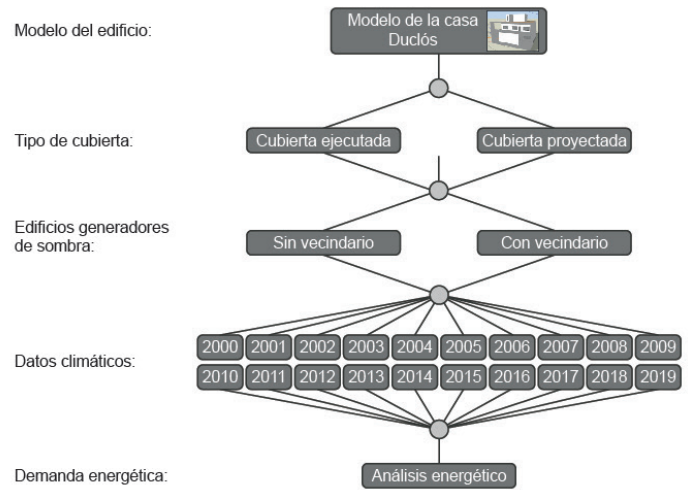 Modelo del edificio:
Modelo de la casa
Duclós
Tipo de cubierta:
Cubierta ejecutada
Cubierta proyectada
Edificios generadores
de sombra:
Sin vecindario
Con vecindario
Datos climáticos:
2000 2001 2002 2003 2004 2005 2006 2007 2008 2009
2010 2011 2012 2013 2014 2015 2016 2017 2018 2019
Demanda energética:
Análisis energético